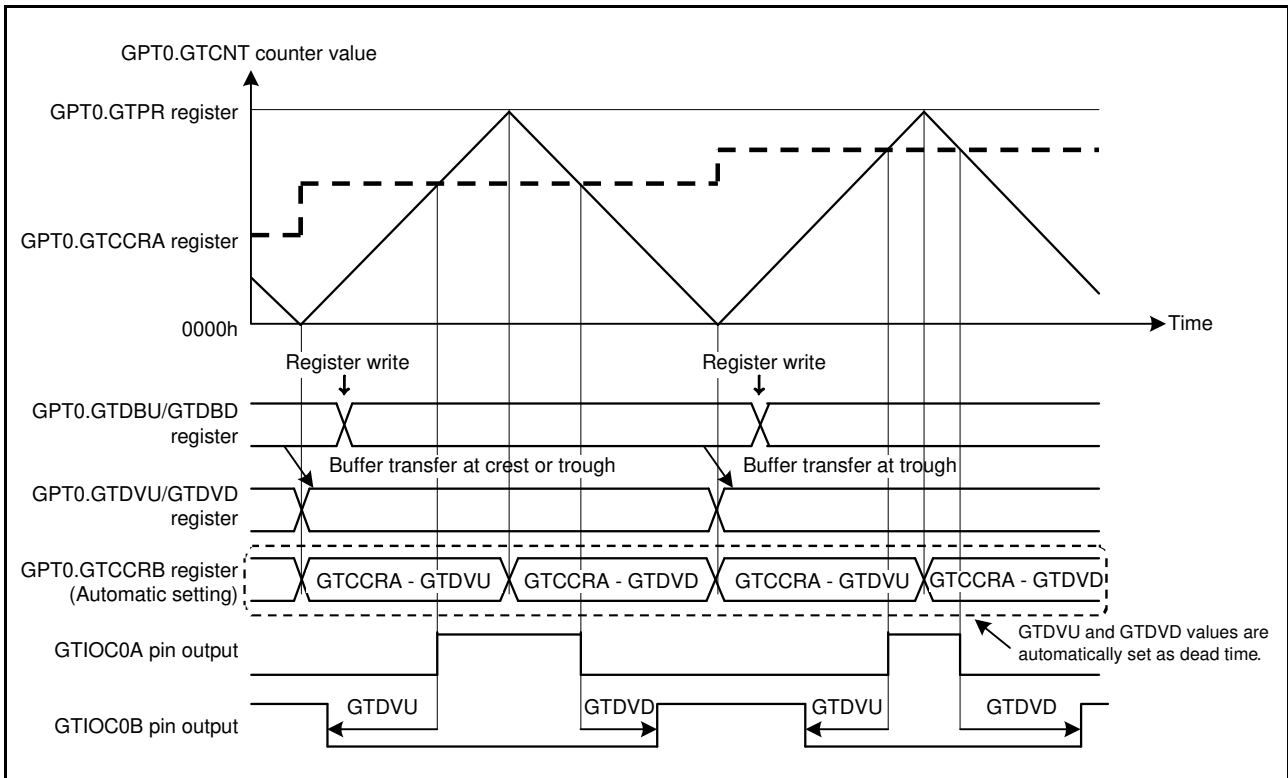 GPT0.GTCNT counter value
GPT0.GTPR register
GPT0.GTCCRA register
0000h
Time
Register write
Register write
GPT0.GTDBU/GTDBD
register
Buffer transfer at crest or trough
Buffer transfer at trough
GPT0.GTDVU/GTDVD
register
GPT0.GTCCRB register
(Automatic setting)
GTCCRA - GTDVU
GTCCRA - GTDVD
GTCCRA - GTDVU
GTCCRA - GTDVD
GTIOC0A pin output
GTDVU and GTDVD values are
automatically set as dead time.
GTDVU
GTDVD
GTDVU
GTDVD
GTIOC0B pin output